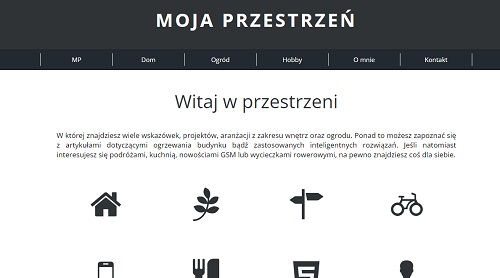 MOJA PRZESTRZEŃ
MP Dom Ogród Hobby O mnie Kontakt
Witaj w przestrzeni
W której znajdziesz wiele wskazówek, projektów, aranżacji z zakresu wnętrz oraz ogrodu. Ponad to możesz zapoznać się
z artykułami dotyczącymi ogrzewania budynku bądź zastosowanych inteligentnych rozwiązań. Jeśli natomiast
interesujesz się podróżami, kuchnią, nowościami GSM lub wycieczkami rowerowymi, na pewno znajdziesz coś dla siebie.